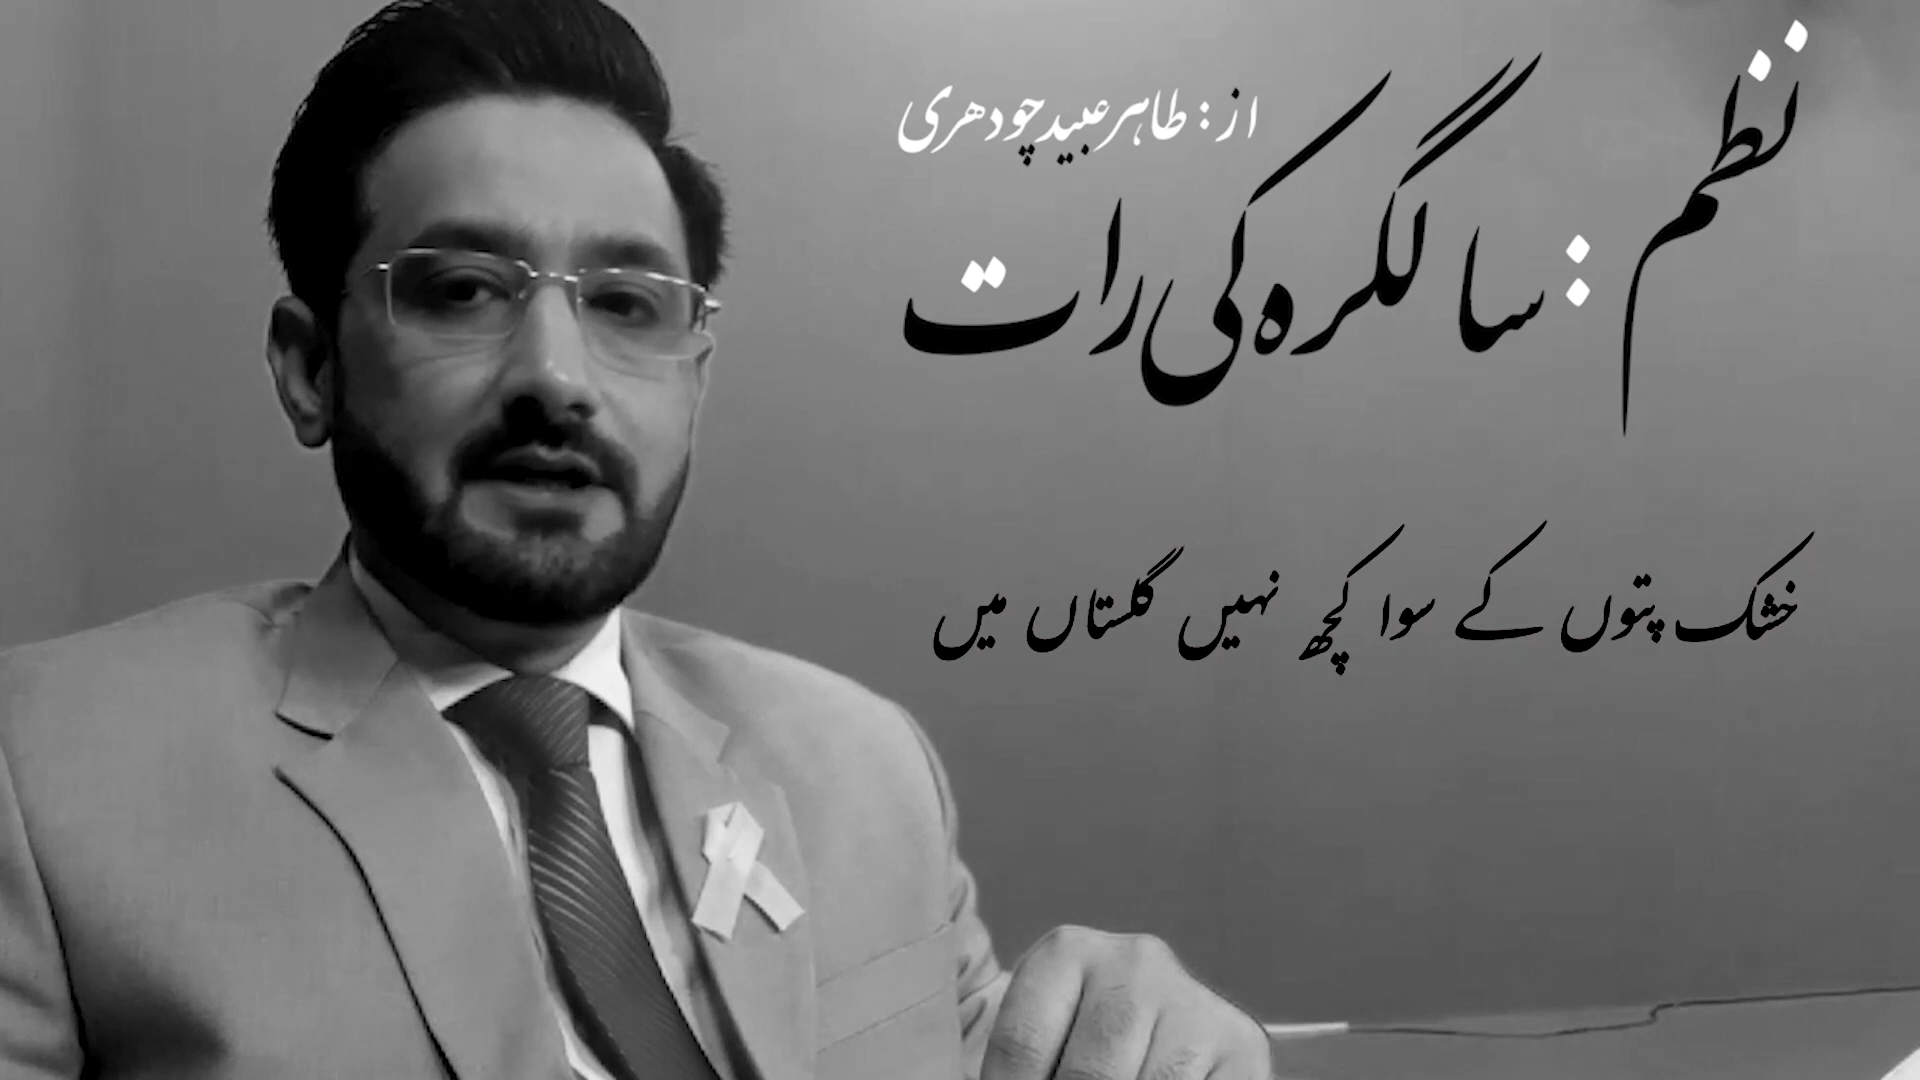 نظم : سالگرہ کی رات
از : طاہر عبید چودھری
خشک پتوں کے سوا کچھ نہیں گلستاں میں